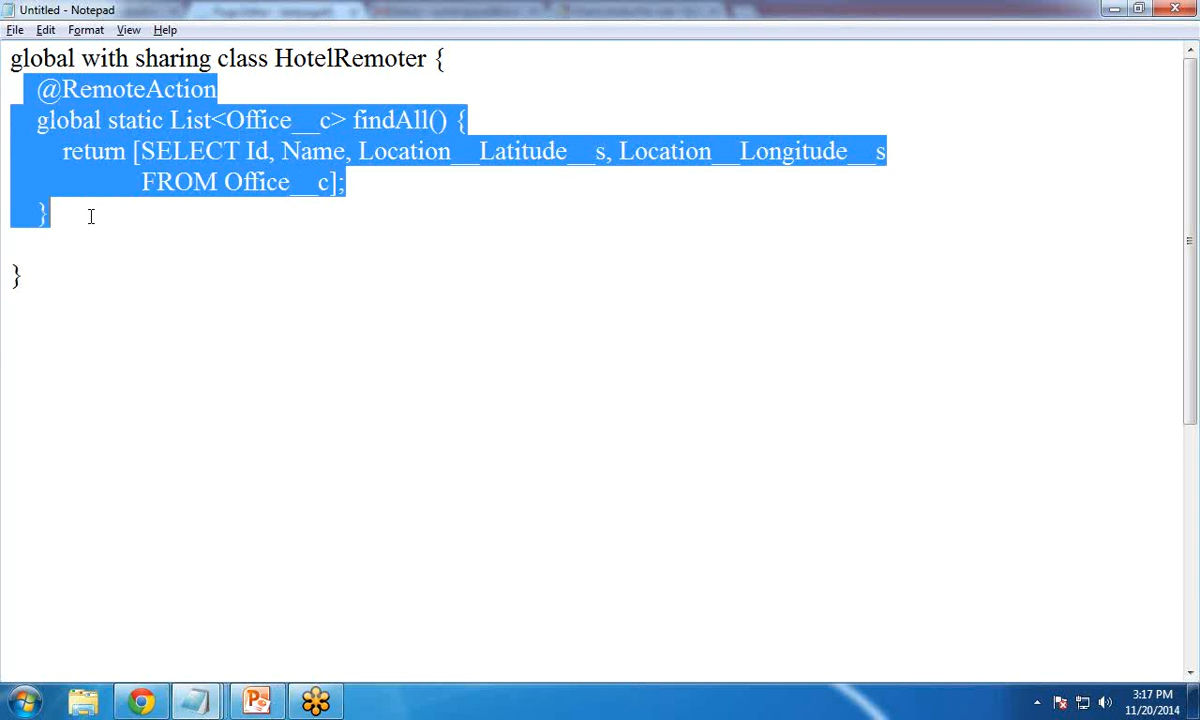 Untitled - Notepad
File Edit Format View Help
global with sharing class HotelRemoter {
@RemoteAction
global static List<Office__c> findAll() {
return [SELECT Id, Name, Location__Latitude__s, Location__Longitude__s
FROM Office__c];
}
}
3:17 PM
11/20/2014